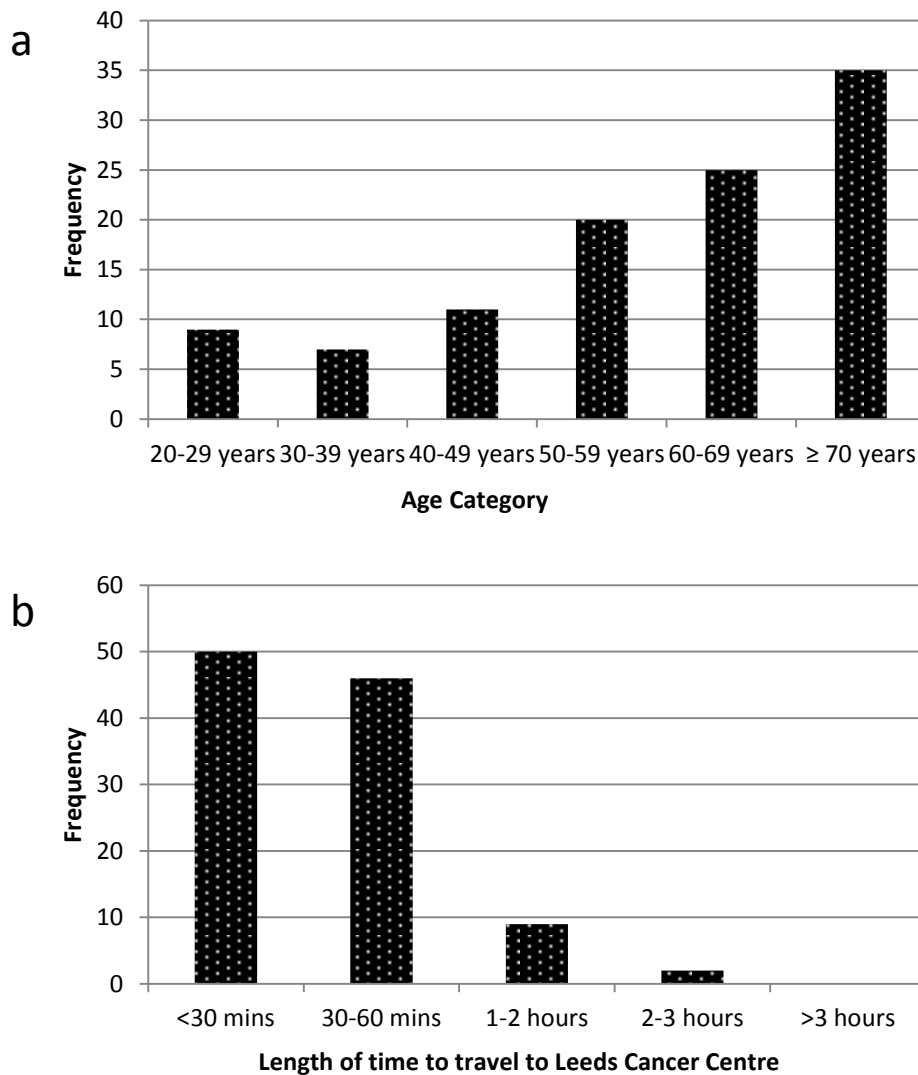 a
40
35
30
25
20
15
10
5
0
Frequency
20-29 years 30-39 years 40-49 years 50-59 years 60-69 years ≥ 70 years
Age Category
b
60
50
40
30
20
10
0
Frequency
<30 mins 30-60 mins 1-2 hours 2-3 hours >3 hours
Length of time to travel to Leeds Cancer Centre